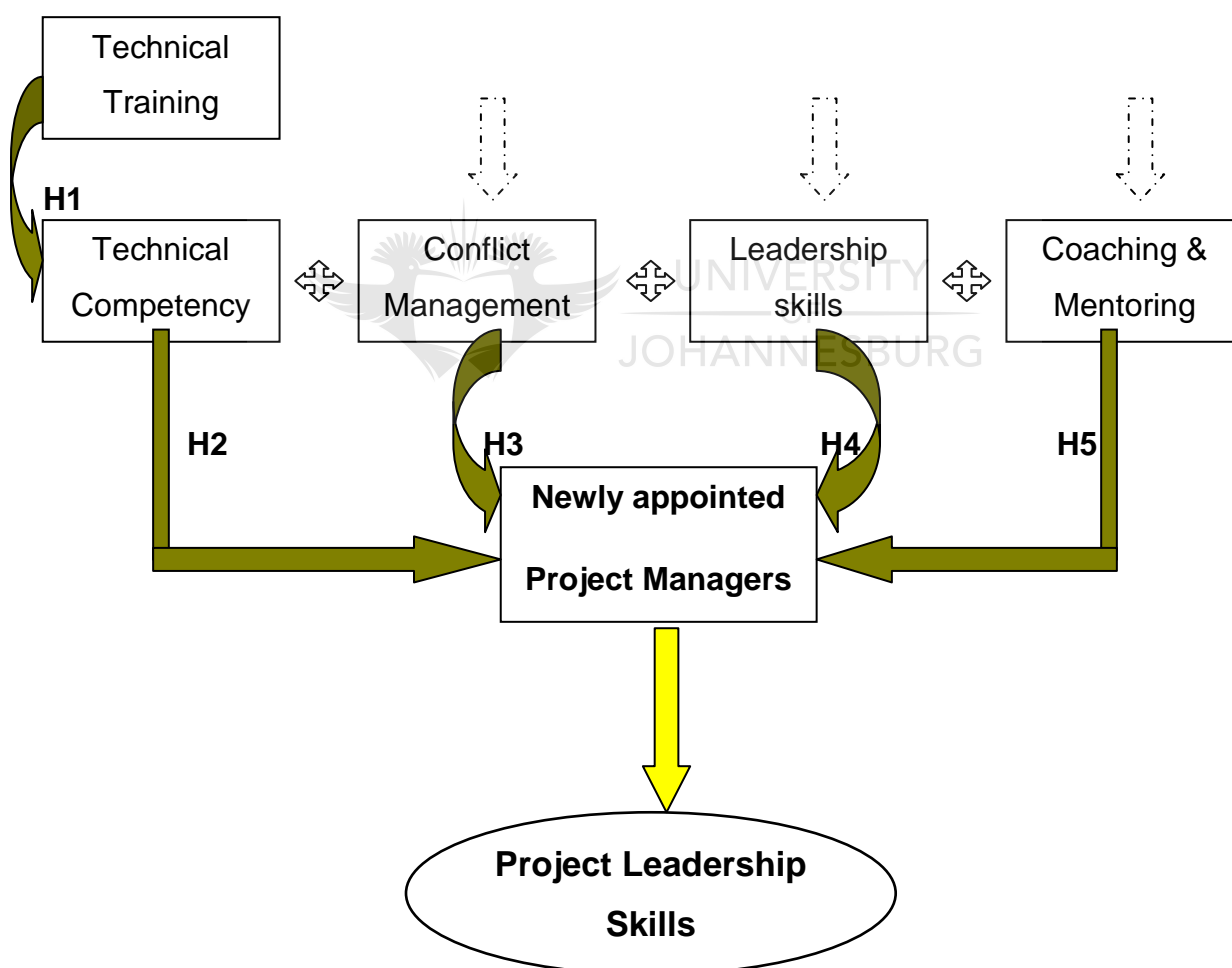 Technical
Training
H1
Technical
Competency
Conflict
Management
Leadership
skills
Coaching &
Mentoring
UNIVERSITY
OF
JOHANNESBURG
H2
H3
H4
H5
Newly appointed
Project Managers
Project Leadership
Skills